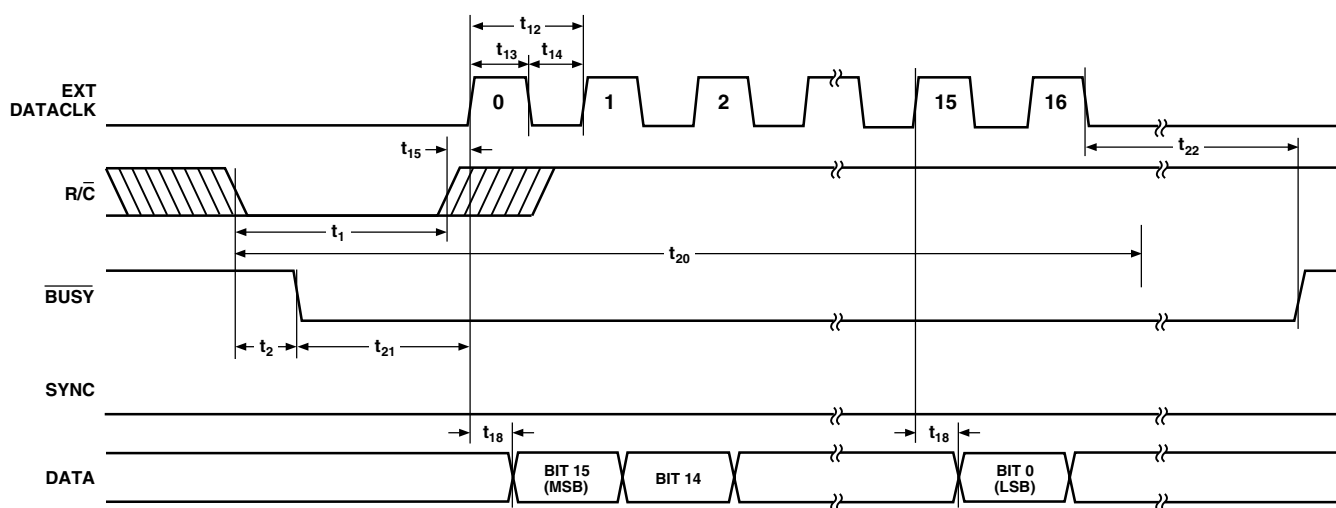 t12
t13 t14
EXT
DATACLK
0 1 2 15 16
t15
t22
R/C̅
t1
t20
B̅U̅S̅Y̅
t2 t21
SYNC
t18 t18
DATA
BIT 15
(MSB)
BIT 14
BIT 0
(LSB)